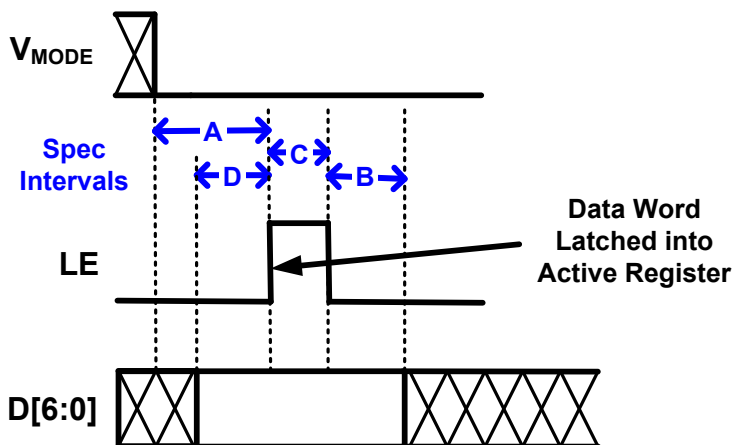 VMODE
A
Spec
Intervals
C
D
B
Data Word
Latched into
Active Register
LE
D[6:0]